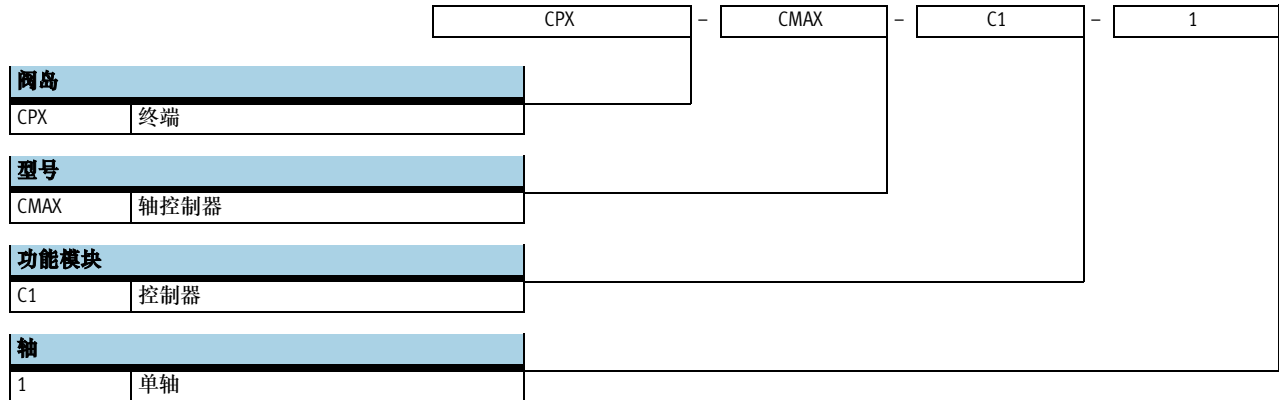 CPX – CMAX – C1 – 1
阀岛
CPX 终端
型号
CMAX 轴控制器
功能模块
C1 控制器
轴
1 单轴